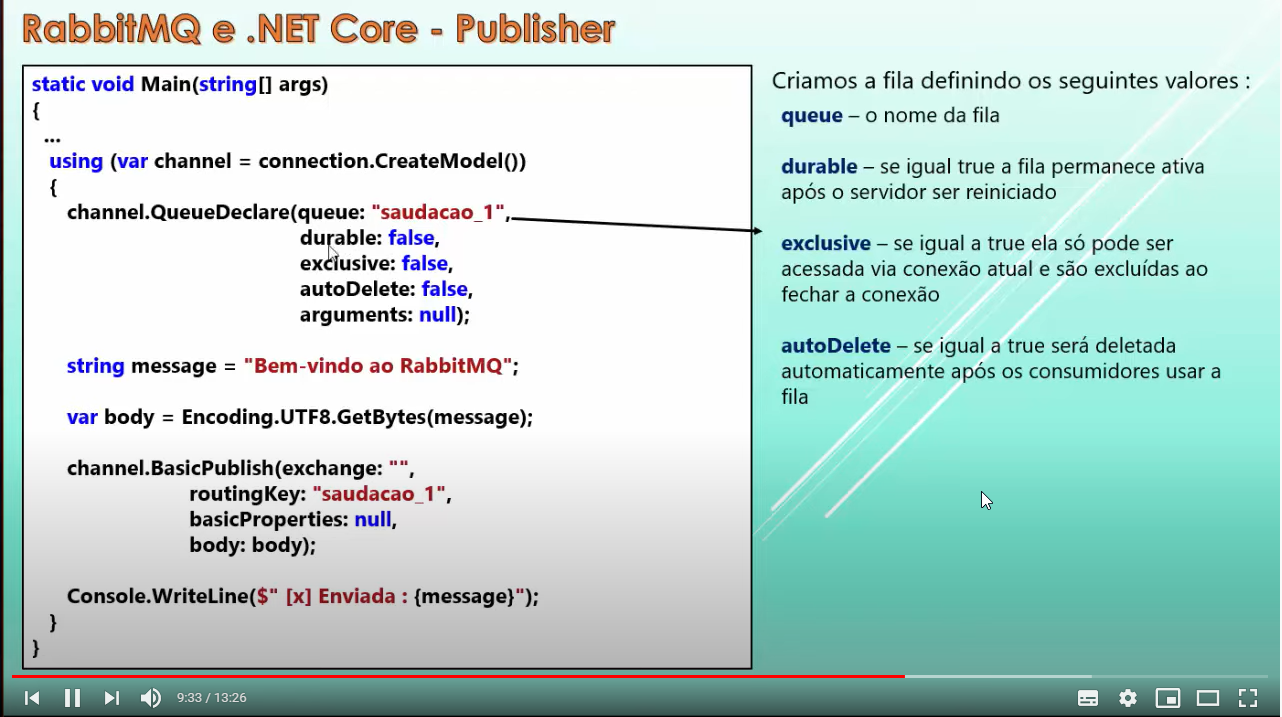 RabbitMQ e .NET Core - Publisher
static void Main(string[] args)
{
...
using (var channel = connection.CreateModel())
{
channel.QueueDeclare(queue: "saudacao_1",
durable: false,
exclusive: false,
autoDelete: false,
arguments: null);
string message = "Bem-vindo ao RabbitMQ";
var body = Encoding.UTF8.GetBytes(message);
channel.BasicPublish(exchange: "",
routingKey: "saudacao_1",
basicProperties: null,
body: body);
Console.WriteLine($" [x] Enviada : {message}");
}
}
Criamos a fila definindo os seguintes valores :
queue – o nome da fila
durable – se igual true a fila permanece ativa
após o servidor ser reiniciado
exclusive – se igual a true ela só pode ser
acessada via conexão atual e são excluídas ao
fechar a conexão
autoDelete – se igual a true será deletada
automaticamente após os consumidores usar a
fila
9:33 / 13:26